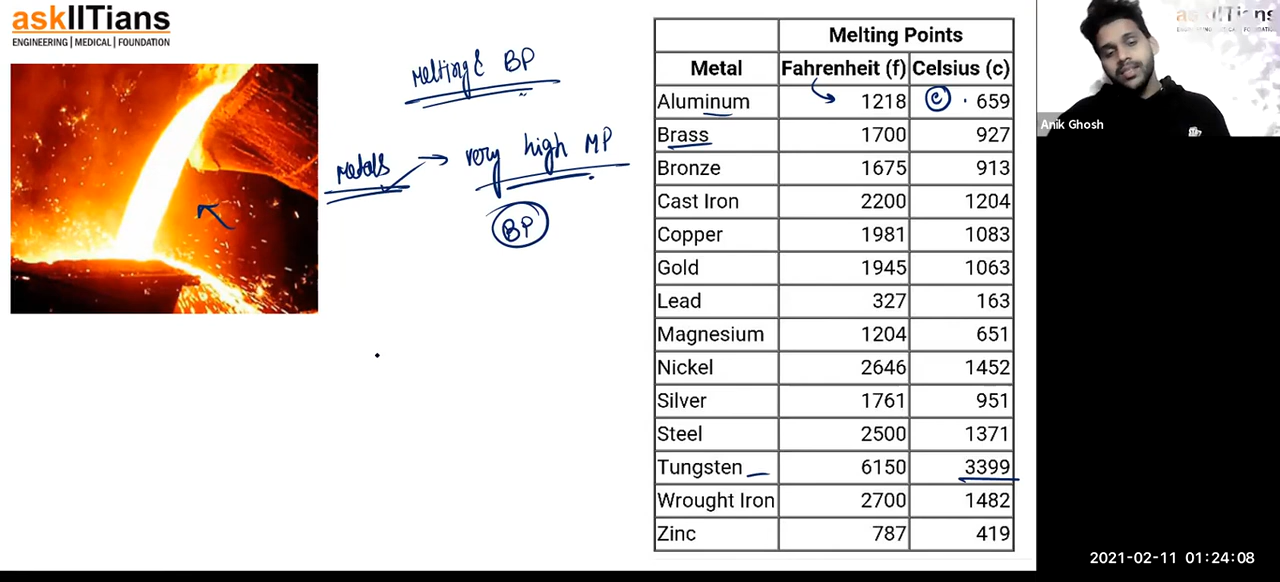 askIITians
ENGINEERING | MEDICAL | FOUNDATION
Melting & BP
Metals → very high MP
BP
Melting Points
Metal Fahrenheit (f) Celsius (c)
Aluminum 1218 659
Brass 1700 927
Bronze 1675 913
Cast Iron 2200 1204
Copper 1981 1083
Gold 1945 1063
Lead 327 163
Magnesium 1204 651
Nickel 2646 1452
Silver 1761 951
Steel 2500 1371
Tungsten 6150 3399
Wrought Iron 2700 1482
Zinc 787 419
Anik Ghosh
2021-02-11 01:24:08